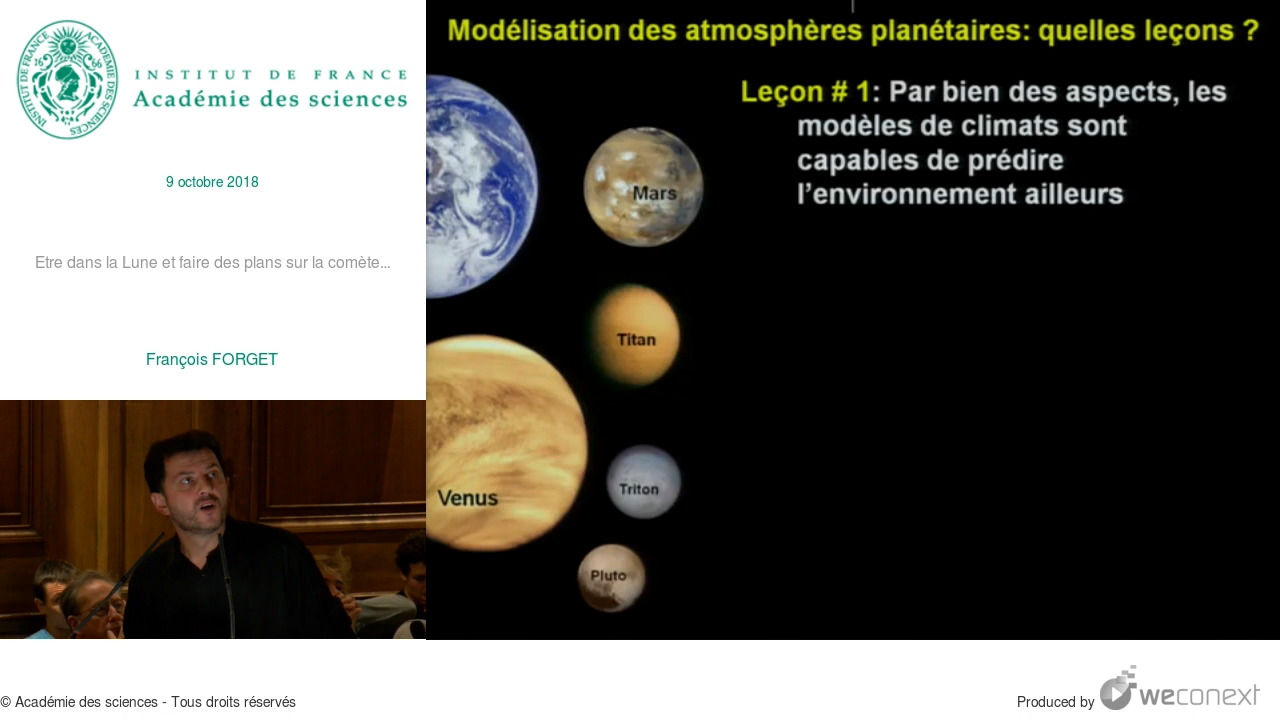 INSTITUT DE FRANCE
Académie des sciences
9 octobre 2018
Etre dans la Lune et faire des plans sur la comète...
François FORGET
Modélisation des atmosphères planétaires: quelles leçons ?
Leçon # 1: Par bien des aspects, les
modèles de climats sont
capables de prédire
l'environnement ailleurs
Mars
Titan
Triton
Venus
Pluto
© Académie des sciences - Tous droits réservés
Produced by weconext